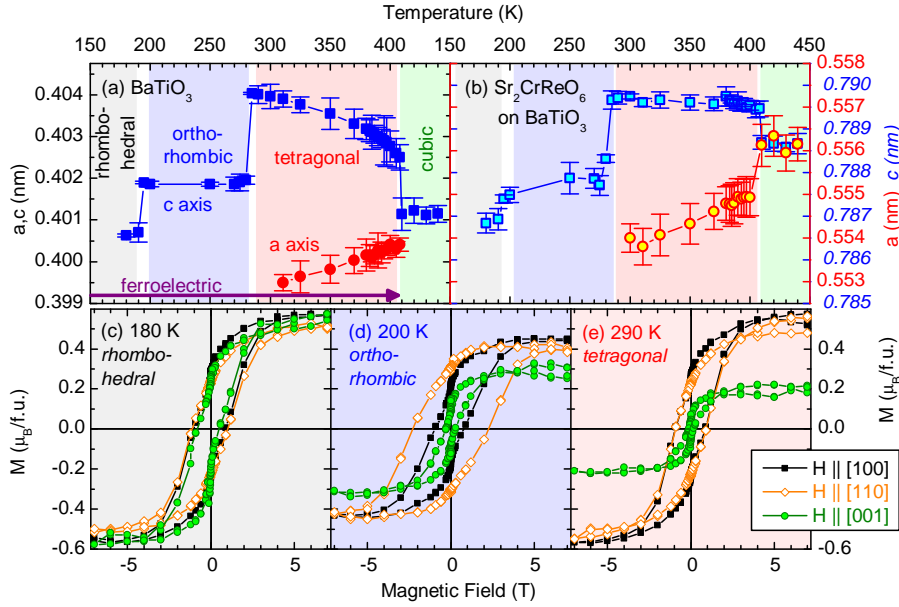 Temperature (K)
150 200 250 300 350 400 200 250 300 350 400 450
(a) BaTiO3
(b) Sr2CrReO6
on BaTiO3
rhombo-
hedral
ortho-
rhombic
tetragonal
cubic
c axis
a axis
ferroelectric
a,c (nm)
0.404
0.403
0.402
0.401
0.400
0.399
0.790
0.789
0.788
0.787
0.786
0.785
c (nm)
0.558
0.557
0.556
0.555
0.554
0.553
a (nm)
(c) 180 K
rhombo-
hedral
(d) 200 K
ortho-
rhombic
(e) 290 K
tetragonal
M (μB/f.u.)
0.4
0.2
0.0
-0.2
-0.4
-0.6
M (μB/f.u.)
0.4
0.2
0.0
-0.6
H || [100]
H || [110]
H || [001]
-5 0 5 -5 0 5 -5 0 5
Magnetic Field (T)